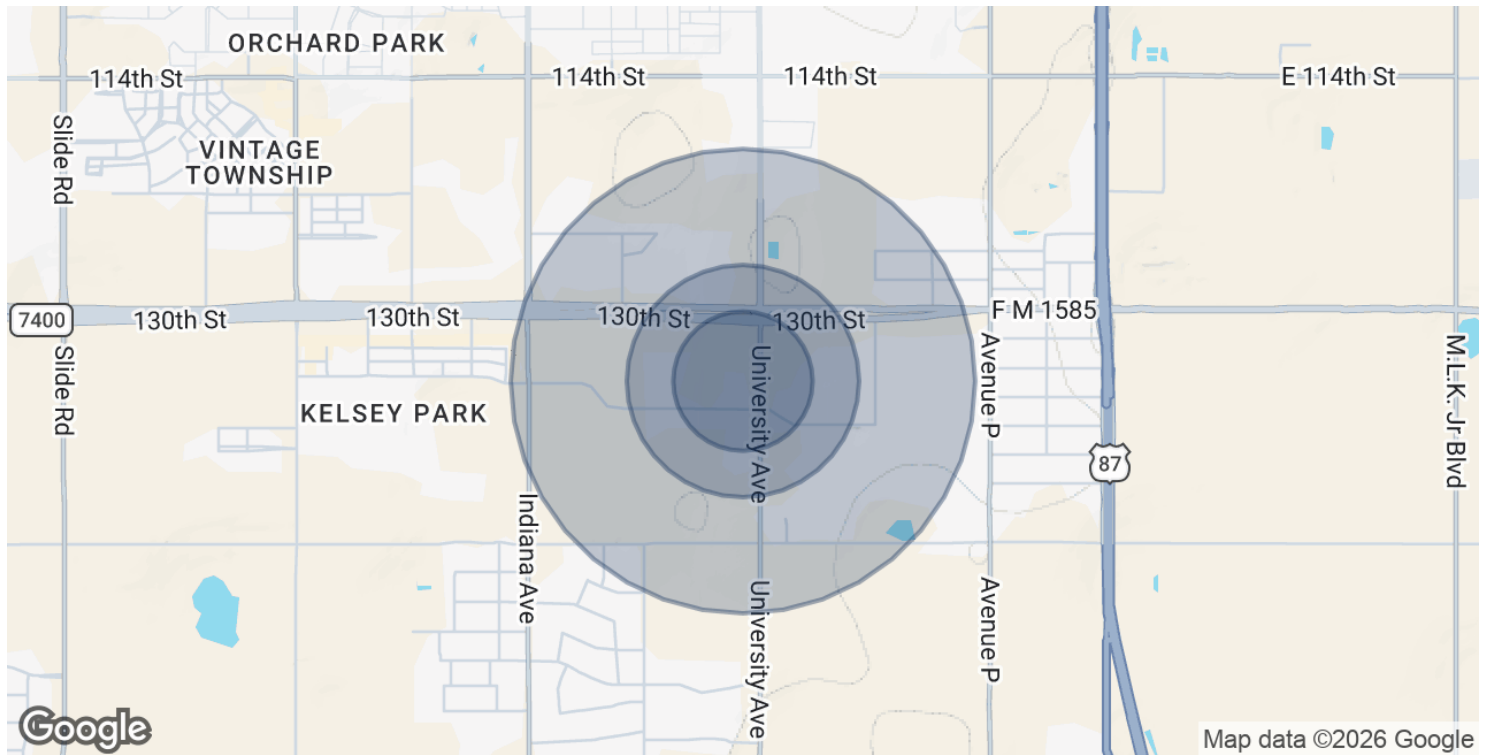 ORCHARD PARK
114th St
114th St
114th St
E 114th St
Slide Rd
VINTAGE
TOWNSHIP
7400
130th St
130th St
130th St
130th St
F M 1585
Slide Rd
KELSEY PARK
University Ave
Avenue P
M.L.K. Jr Blvd
87
Indiana Ave
University Ave
Avenue P
Google
Map data ©2026 Google